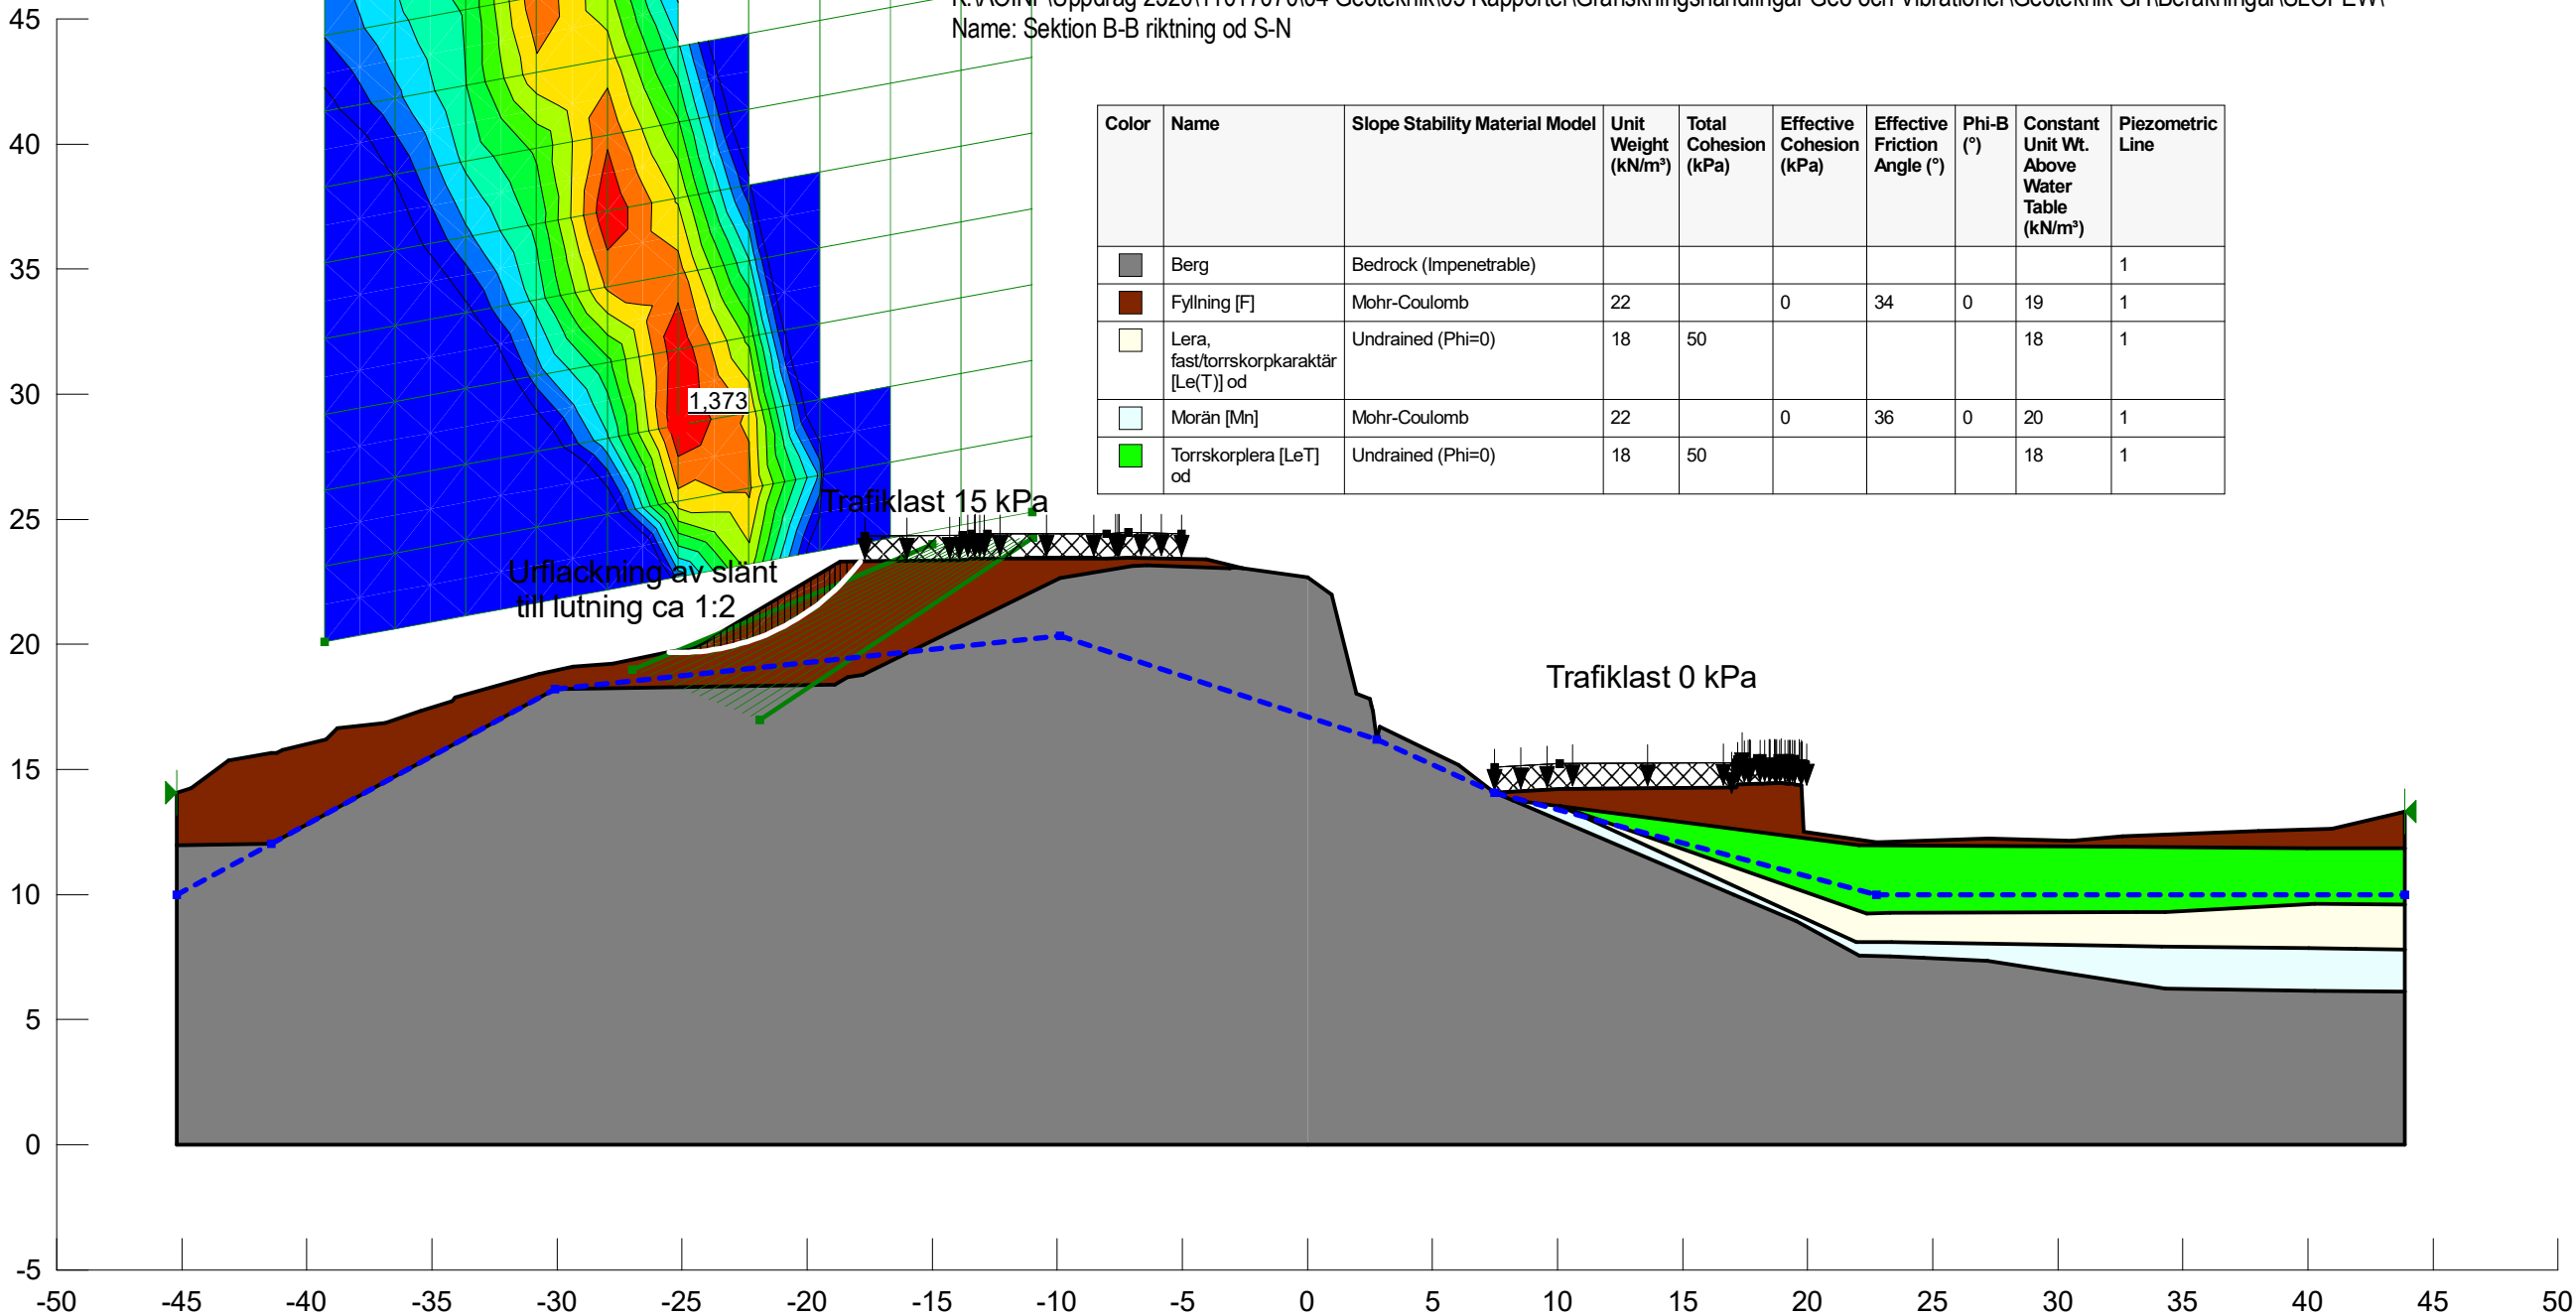 Name: Sektion B-B riktning od S-N
Color Name Slope Stability Material Model Unit Weight (kN/m³) Total Cohesion (kPa) Effective Cohesion (kPa) Effective Friction Angle (°) Phi-B (°) Constant Unit Wt. Above Water Table (kN/m³) Piezometric Line
Berg Bedrock (Impenetrable) 1
Fyllning [F] Mohr-Coulomb 22 0 34 0 19 1
Lera, fast/torrskorpkaraktär [Le(T)] od Undrained (Phi=0) 18 50 18 1
Morän [Mn] Mohr-Coulomb 22 0 36 0 20 1
Torrskorplera [LeT] od Undrained (Phi=0) 18 50 18 1
1,373
Trafiklast 15 kPa
Urflackning av slänt
till lutning ca 1:2
Trafiklast 0 kPa
45
40
35
30
25
20
15
10
5
0
-5
-50 -45 -40 -35 -30 -25 -20 -15 -10 -5 0 5 10 15 20 25 30 35 40 45 50